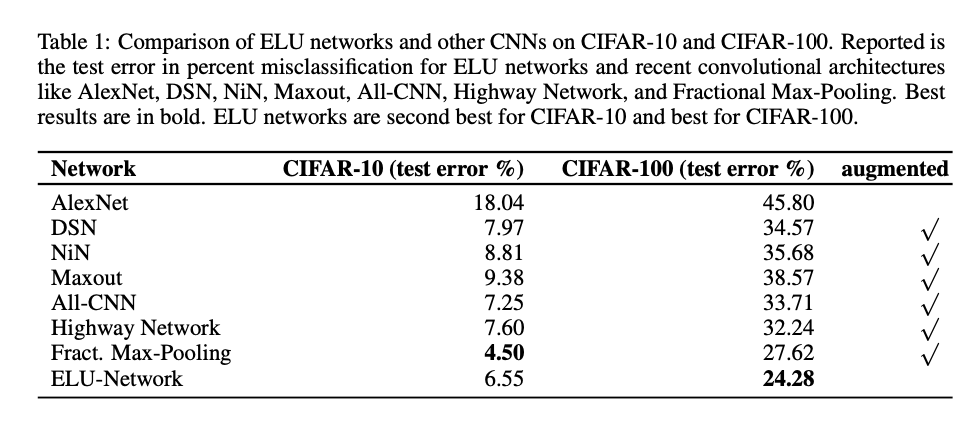 Table 1: Comparison of ELU networks and other CNNs on CIFAR-10 and CIFAR-100. Reported is
the test error in percent misclassification for ELU networks and recent convolutional architectures
like AlexNet, DSN, NiN, Maxout, All-CNN, Highway Network, and Fractional Max-Pooling. Best
results are in bold. ELU networks are second best for CIFAR-10 and best for CIFAR-100.
Network CIFAR-10 (test error %) CIFAR-100 (test error %) augmented
AlexNet 18.04 45.80
DSN 7.97 34.57 √
NiN 8.81 35.68 √
Maxout 9.38 38.57 √
All-CNN 7.25 33.71 √
Highway Network 7.60 32.24 √
Fract. Max-Pooling 4.50 27.62 √
ELU-Network 6.55 24.28